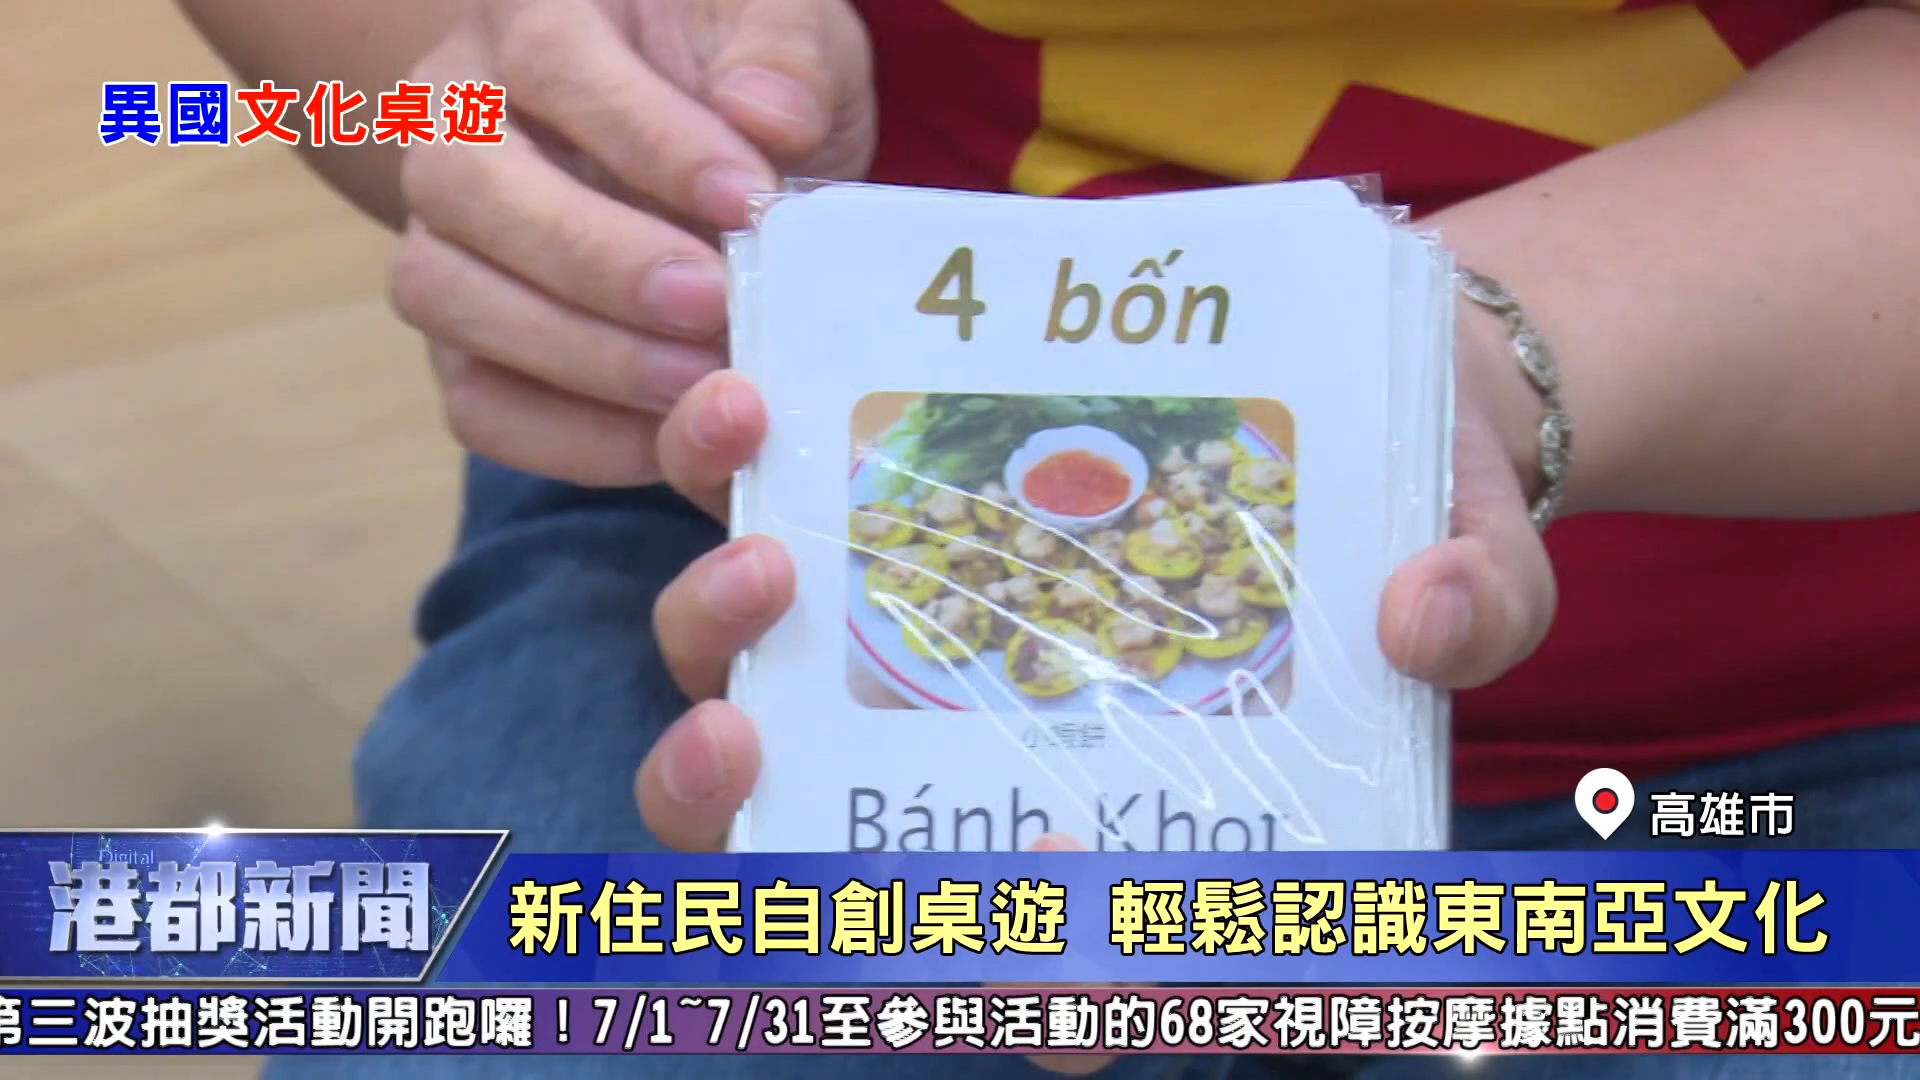 異國文化桌遊
4 bốn
Bánh Khọt
高雄市
Digital
港都新聞
新住民自創桌遊 輕鬆認識東南亞文化
第三波抽獎活動開跑囉！7/1~7/31至參與活動的68家視障按摩據點消費滿300元